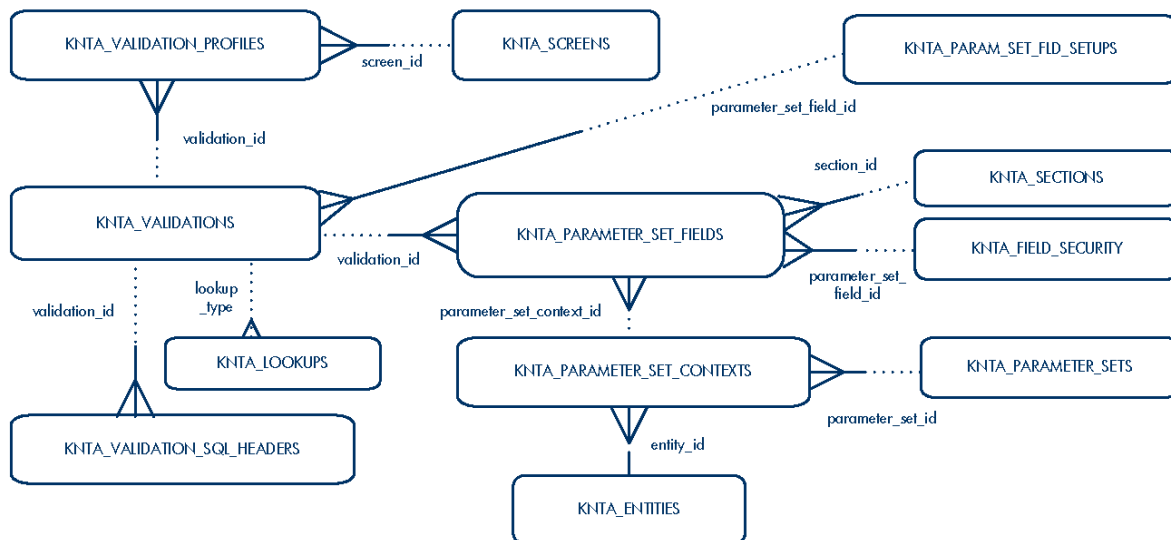 KNTA_VALIDATION_PROFILES
KNTA_SCREENS
KNTA_PARAM_SET_FLD_SETUPS
screen_id
parameter_set_field_id
validation_id
section_id
KNTA_SECTIONS
KNTA_VALIDATIONS
KNTA_PARAMETER_SET_FIELDS
KNTA_FIELD_SECURITY
validation_id
parameter_set_
field_id
lookup
_type
validation_id
parameter_set_context_id
KNTA_LOOKUPS
KNTA_PARAMETER_SET_CONTEXTS
KNTA_PARAMETER_SETS
parameter_set_id
KNTA_VALIDATION_SQL_HEADERS
entity_id
KNTA_ENTITIES